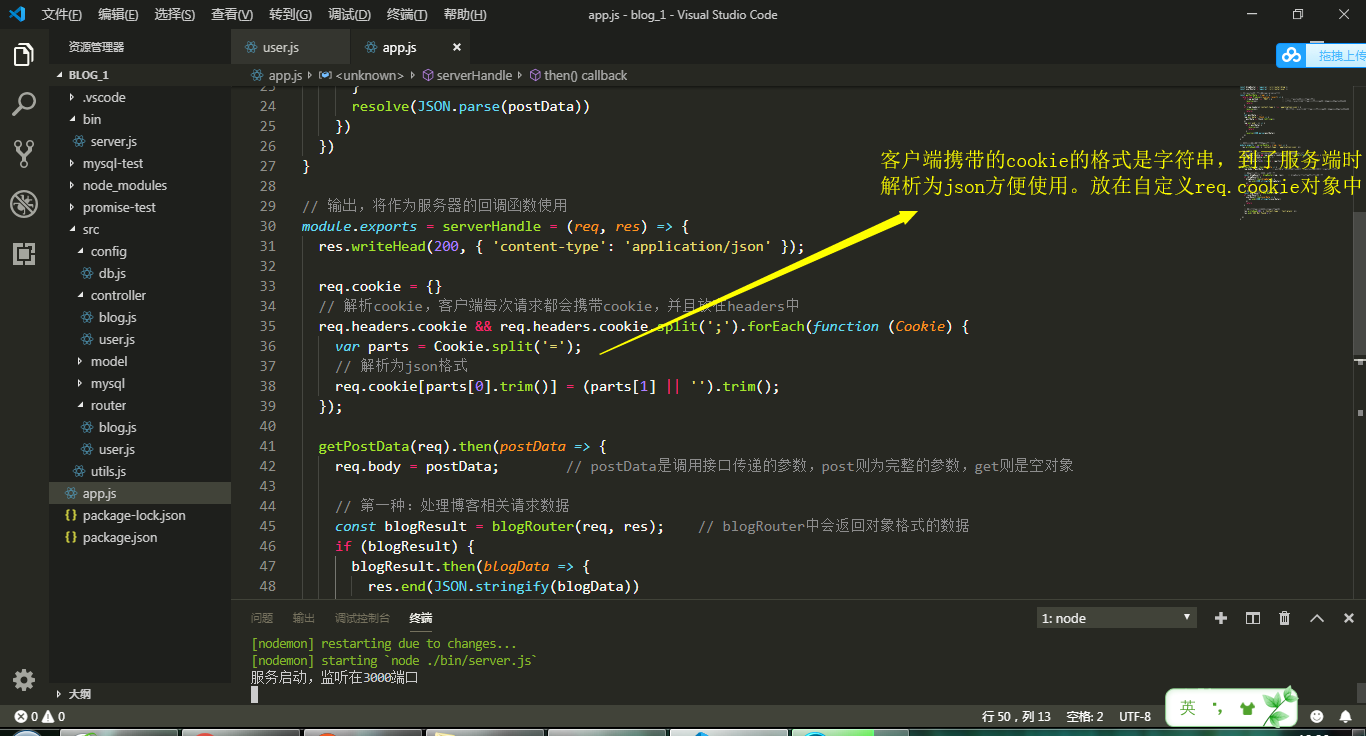 文件(F) 编辑(E) 选择(S) 查看(V) 转到(G) 调试(D) 终端(T) 帮助(H)
app.js - blog_1 - Visual Studio Code
资源管理器
BLOG_1
.vscode
bin
server.js
mysql-test
node_modules
promise-test
src
config
db.js
controller
blog.js
user.js
model
mysql
router
blog.js
user.js
utils.js
app.js
{} package-lock.json
{} package.json
大纲
user.js app.js
拖拽上传
app.js <unknown> serverHandle then() callback
23 }
24 resolve(JSON.parse(postData))
25 })
26 })
27 }
28
29 // 输出，将作为服务器的回调函数使用
30 module.exports = serverHandle = (req, res) => {
31 res.writeHead(200, { 'content-type': 'application/json' });
32
33 req.cookie = {}
34 // 解析cookie，客户端每次请求都会携带cookie，并且放在headers中
35 req.headers.cookie && req.headers.cookie.split(';').forEach(function (Cookie) {
36 var parts = Cookie.split('=');
37 // 解析为json格式
38 req.cookie[parts[0].trim()] = (parts[1] || '').trim();
39 });
40
41 getPostData(req).then(postData => {
42 req.body = postData; // postData是调用接口传递的参数，post则为完整的参数，get则是空对象
43
44 // 第一种：处理博客相关请求数据
45 const blogResult = blogRouter(req, res); // blogRouter中会返回对象格式的数据
46 if (blogResult) {
47 blogResult.then(blogData => {
48 res.end(JSON.stringify(blogData))
客户端携带的cookie的格式是字符串，到了服务端时
解析为json方便使用。放在自定义req.cookie对象中
问题 输出 调试控制台 终端
1: node
[nodemon] restarting due to changes...
[nodemon] starting `node ./bin/server.js`
服务启动，监听在3000端口
0 0
行 50，列 13 空格: 2 UTF-8
英